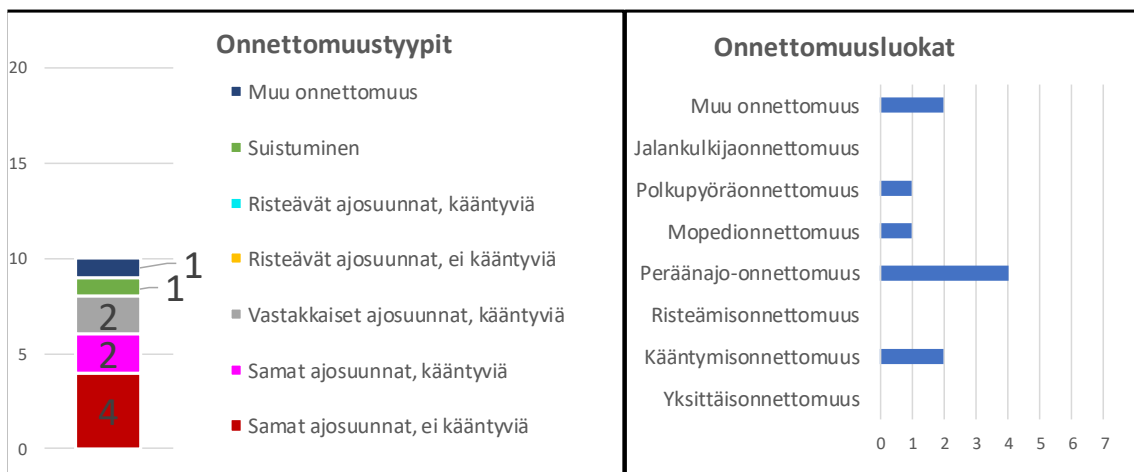 Onnettomuustyypit
20
15
10
5
0
1
1
2
2
4
Muu onnettomuus
Suistuminen
Risteävät ajosuunnat, kääntyviä
Risteävät ajosuunnat, ei kääntyviä
Vastakkaiset ajosuunnat, kääntyviä
Samat ajosuunnat, kääntyviä
Samat ajosuunnat, ei kääntyviä
Onnettomuusluokat
Muu onnettomuus
Jalankulkijaonnettomuus
Polkupyöräonnettomuus
Mopedionnettomuus
Peräänajo-onnettomuus
Risteämisonnettomuus
Kääntymisonnettomuus
Yksittäisonnettomuus
0 1 2 3 4 5 6 7